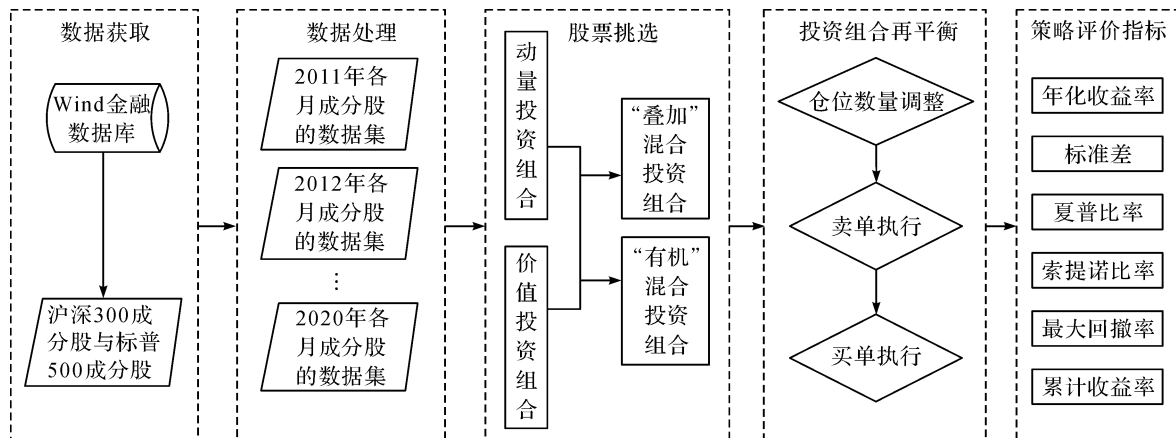 数据获取
Wind金融
数据库
沪深300成
分股与标普
500成分股
数据处理
2011年各
月成分股
的数据集
2012年各
月成分股
的数据集
⋮
2020年各
月成分股
的数据集
股票挑选
动
量
投
资
组
合
价
值
投
资
组
合
“叠加”
混合
投资
组合
“有机”
混合
投资
组合
投资组合再平衡
仓位数量调整
卖单执行
买单执行
策略评价指标
年化收益率
标准差
夏普比率
索提诺比率
最大回撤率
累计收益率